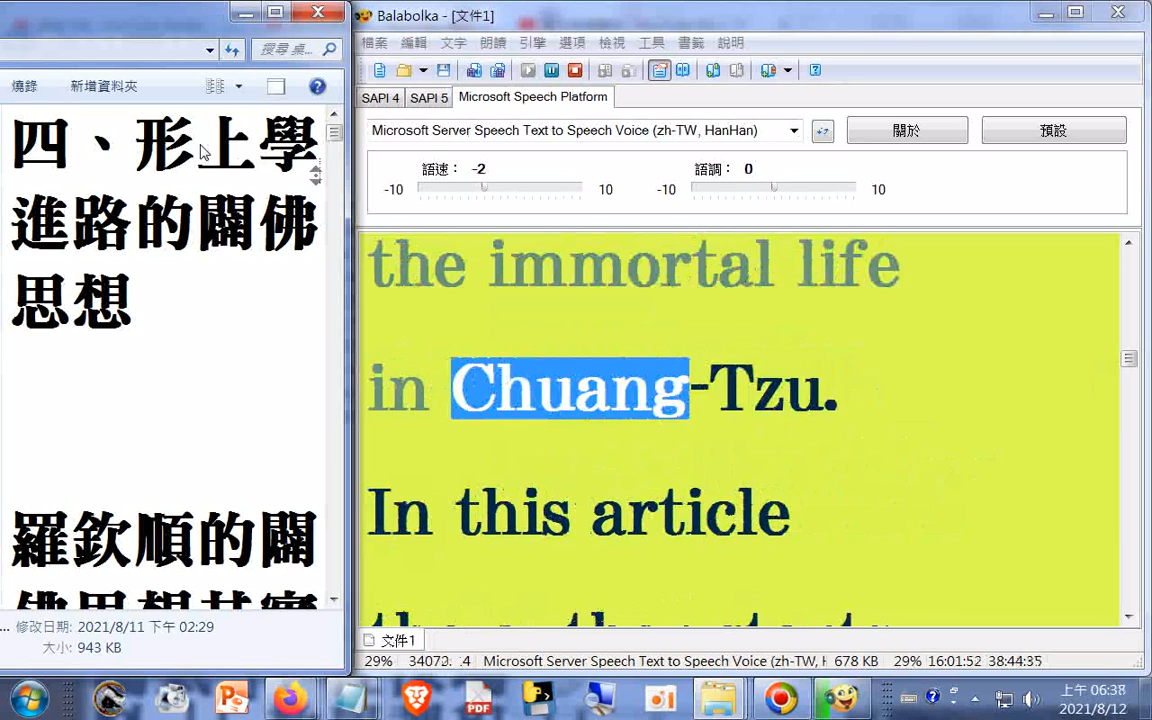 搜尋 桌...
燒錄 新增資料夾
四、形上學
進路的闢佛
思想
羅欽順的闢
佛思想其實
... 修改日期: 2021/8/11 下午 02:29
大小: 943 KB
Balabolka - [文件1]
檔案 編輯 文字 朗讀 引擎 選項 檢視 工具 書籤 說明
SAPI 4 SAPI 5 Microsoft Speech Platform
Microsoft Server Speech Text to Speech Voice (zh-TW, HanHan) 關於 預設
語速： -2 語調： 0
-10 10 -10 10
the immortal life
in Chuang-Tzu.
In this article
文件1
29% Microsoft Server Speech Text to Speech Voice (zh-TW, H 678 KB 29% 16:01:52 38:44:35
PDF
上午 06:38
2021/8/12